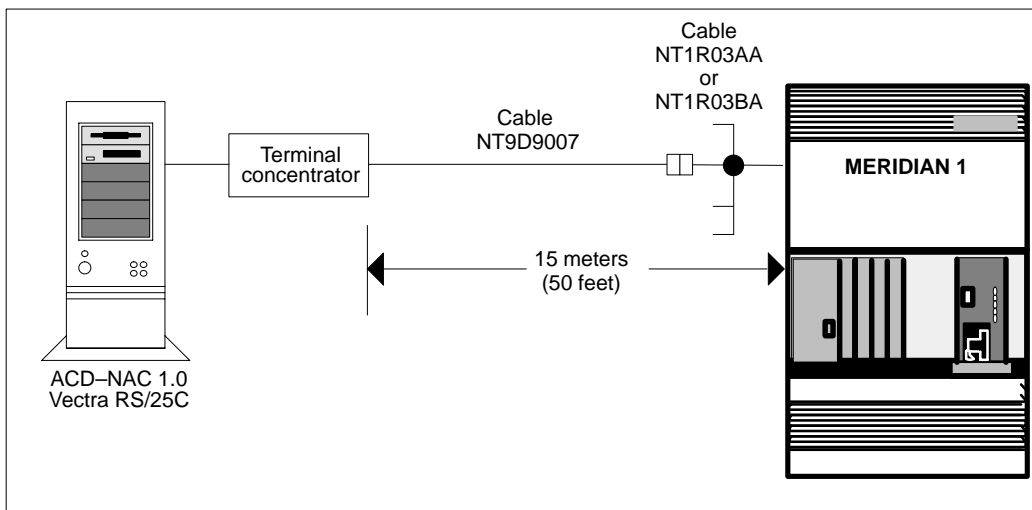 Cable
NT1R03AA
or
NT1R03BA
Cable
NT9D9007
Terminal
concentrator
MERIDIAN 1
15 meters
(50 feet)
ACD–NAC 1.0
Vectra RS/25C